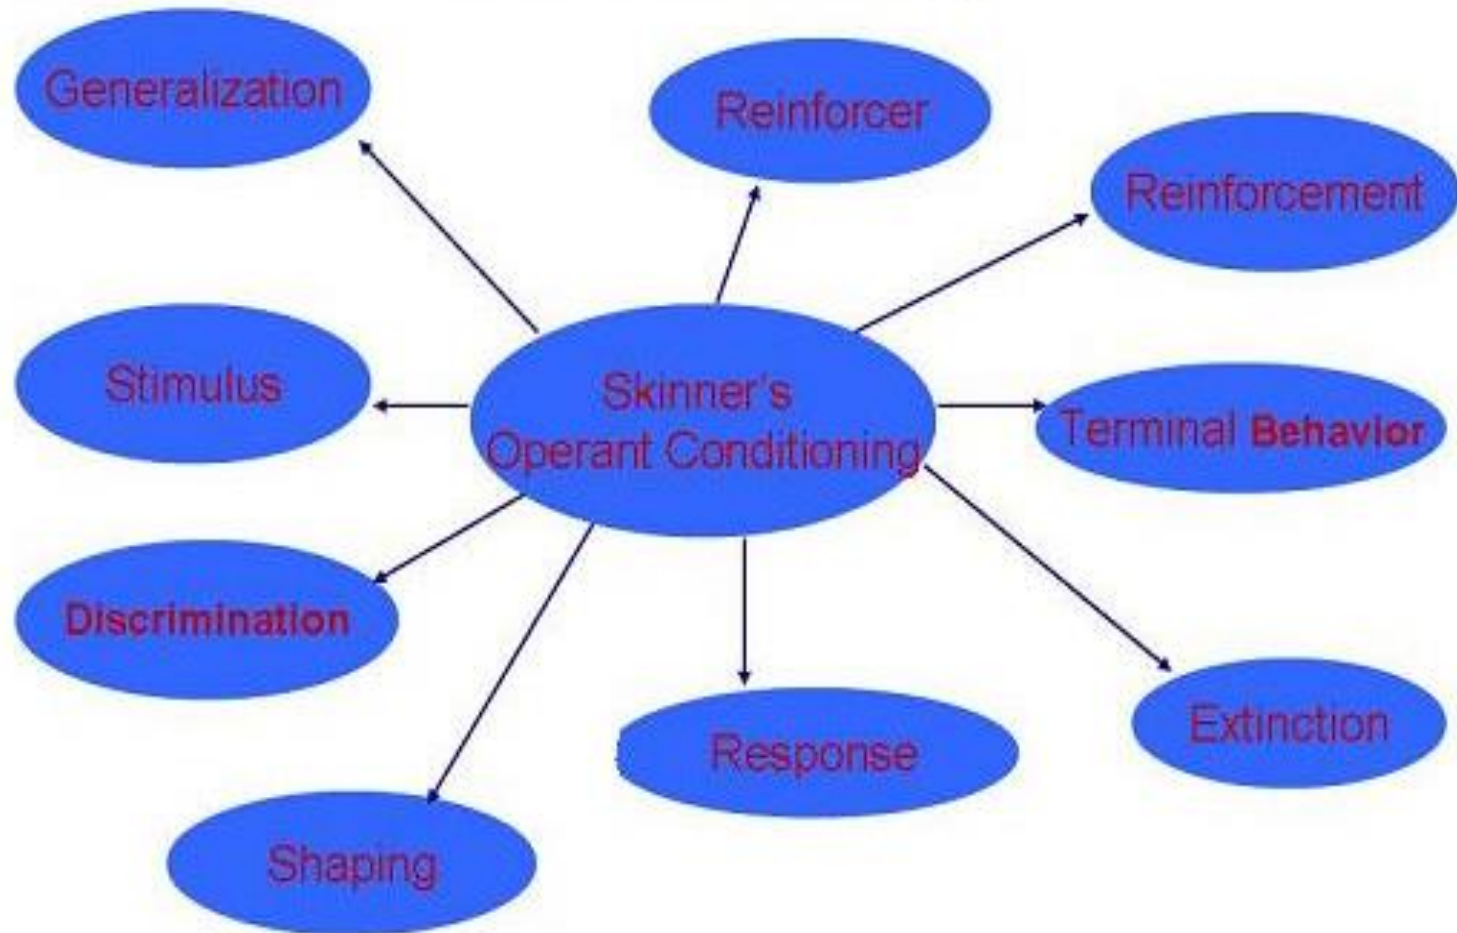 Generalization
Reinforcer
Reinforcement
Stimulus
Skinner's
Operant Conditioning
Terminal Behavior
Discrimination
Extinction
Response
Shaping